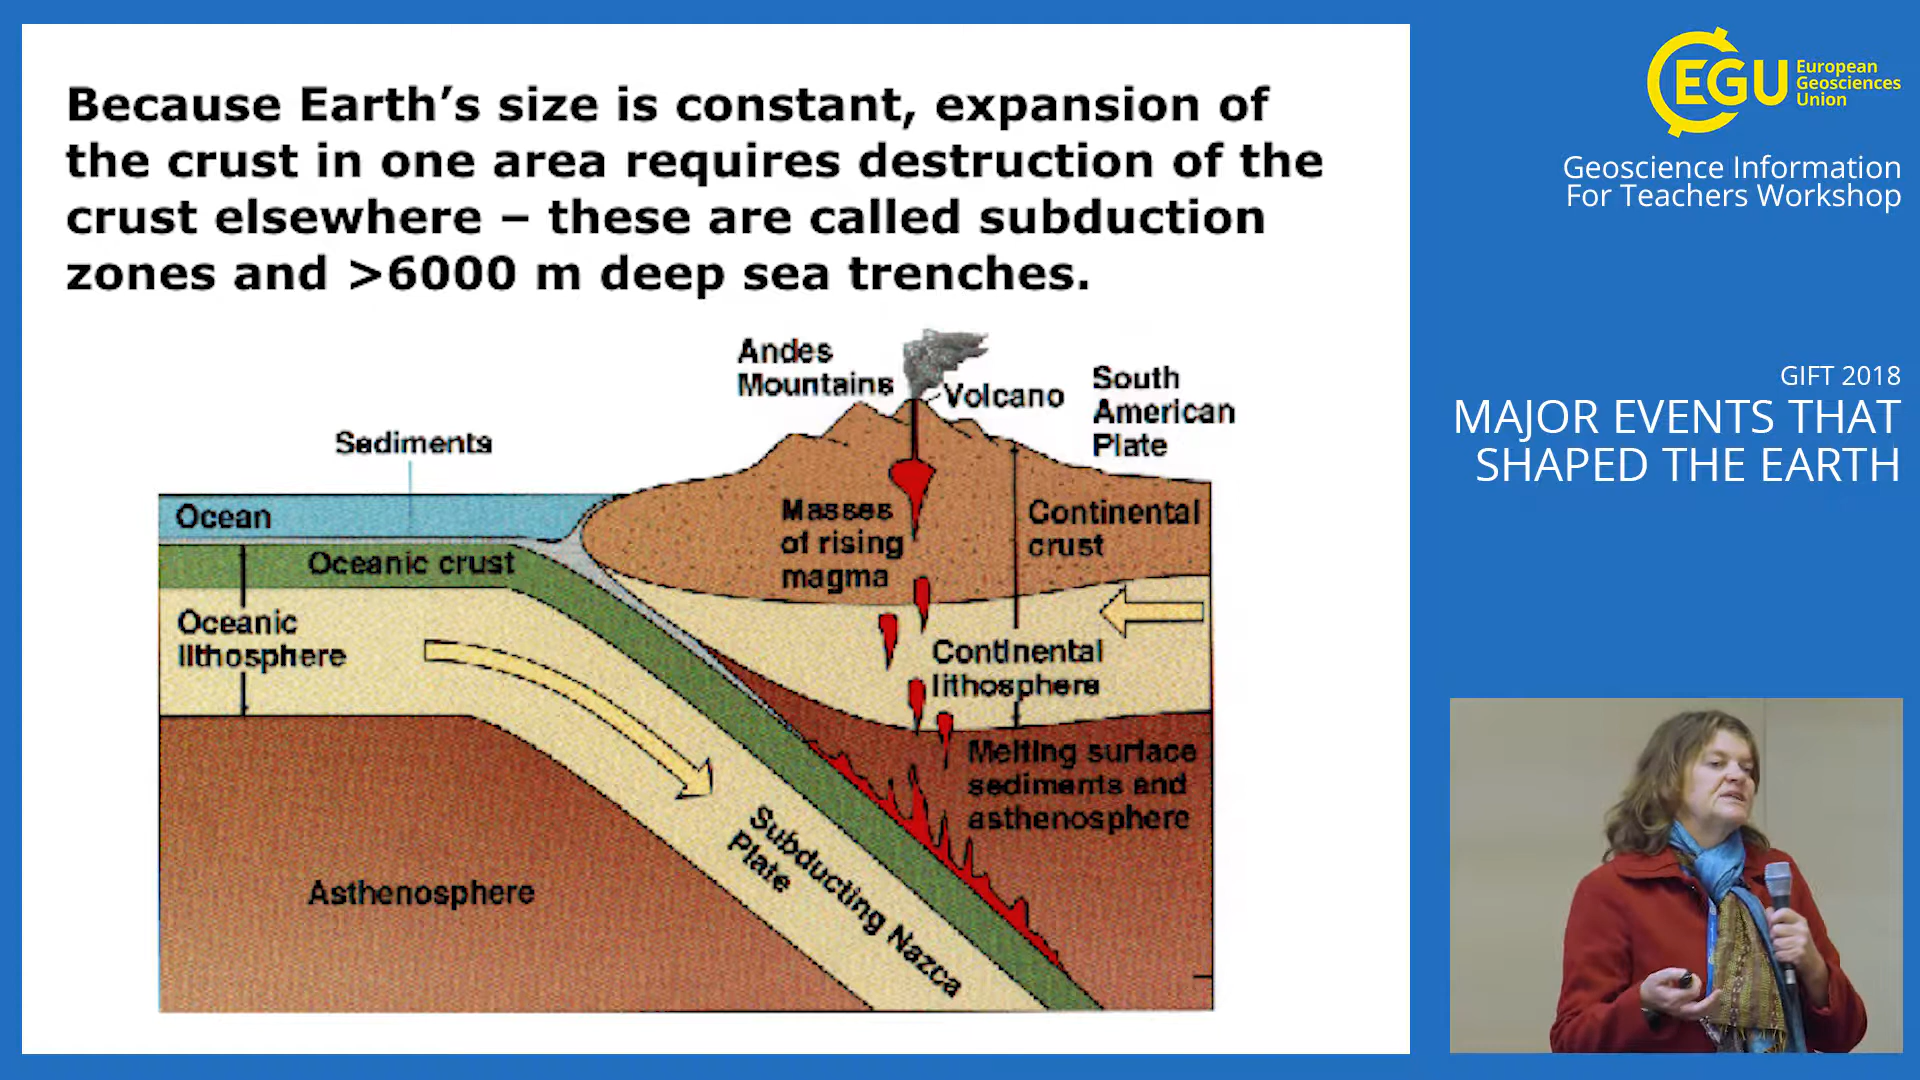 Because Earth’s size is constant, expansion of
the crust in one area requires destruction of the
crust elsewhere – these are called subduction
zones and >6000 m deep sea trenches.
Andes
Mountains
Volcano
South
American
Plate
Sediments
Ocean
Oceanic crust
Oceanic
lithosphere
Masses
of rising
magma
Continental
crust
Continental
lithosphere
Melting surface
sediments and
asthenosphere
Subducting Nazca
Plate
Asthenosphere
EGU
European
Geosciences
Union
Geoscience Information
For Teachers Workshop
GIFT 2018
MAJOR EVENTS THAT
SHAPED THE EARTH